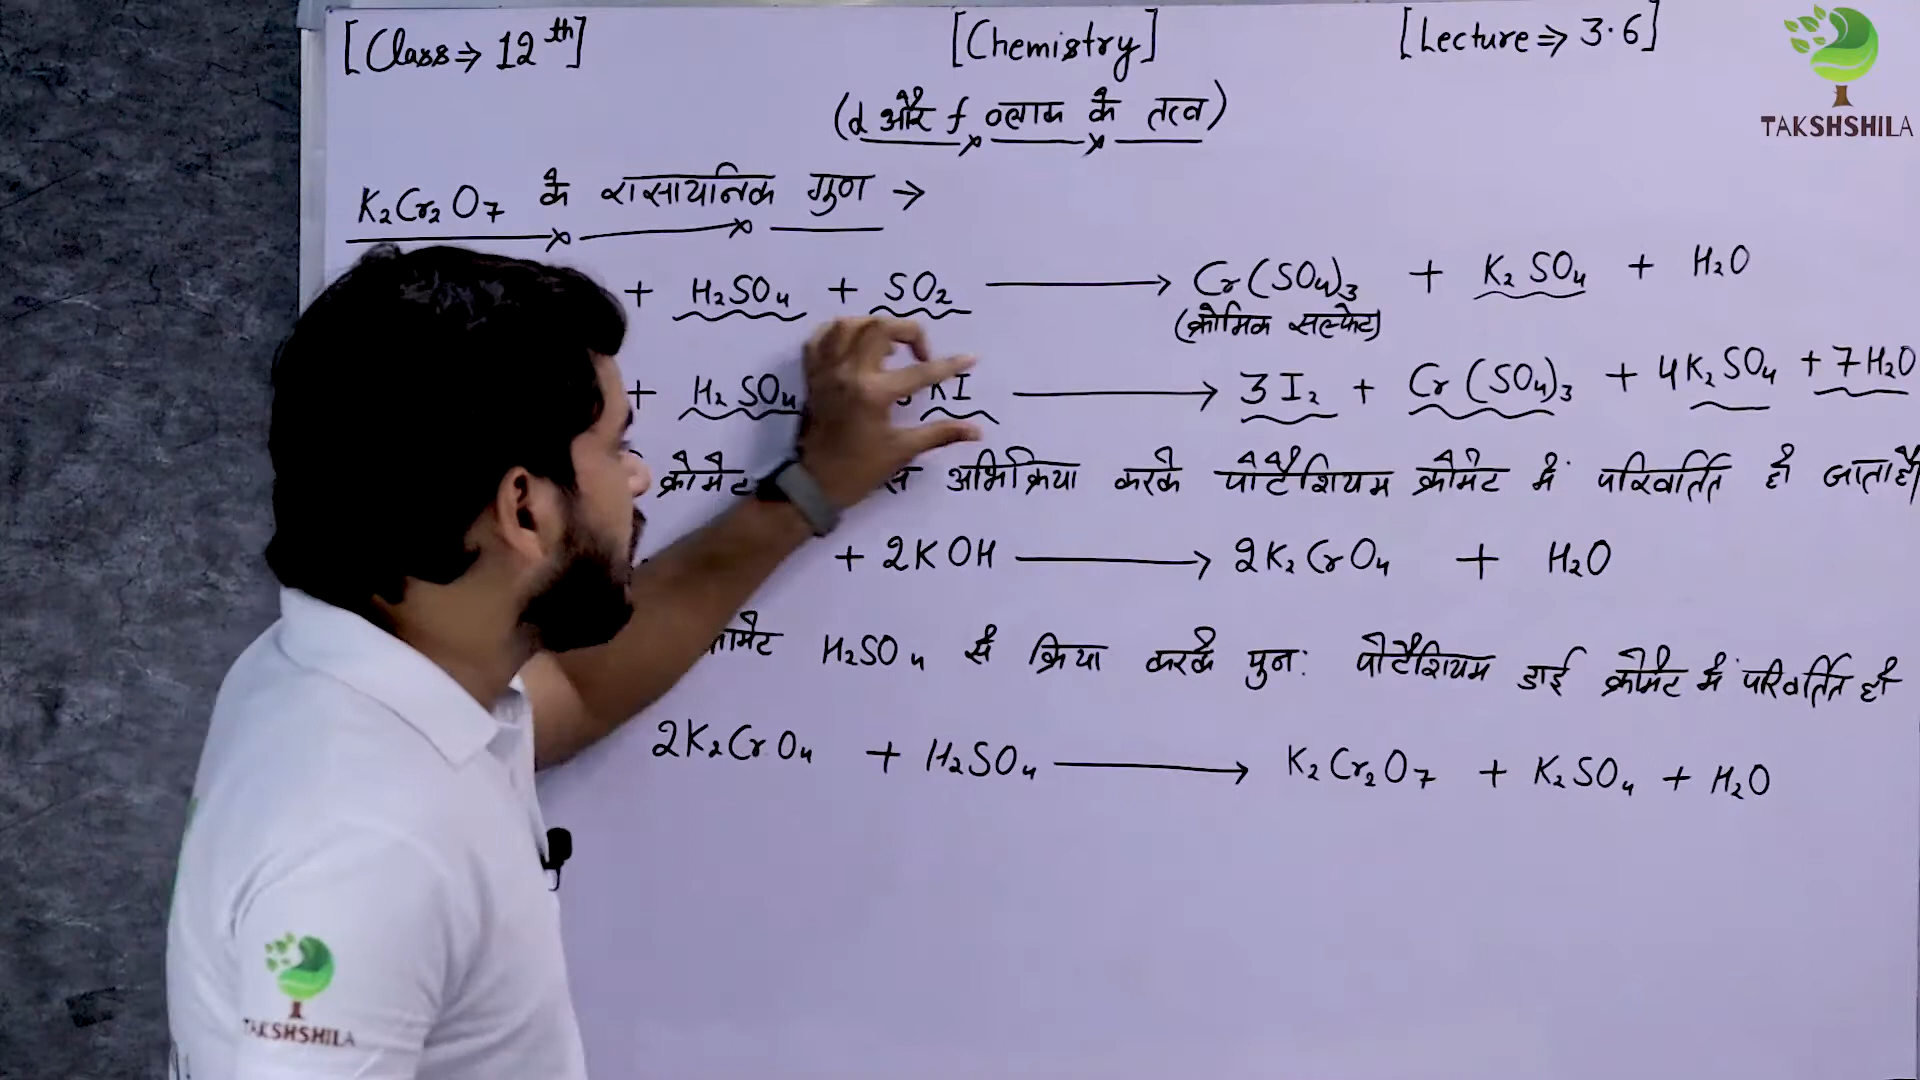 [Class⇒ 12th] [Chemistry] [Lecture⇒ 3.6]
TAKSHSHILA
(d और f ब्लाक के तत्व)
K₂Cr₂O₇ के रासायनिक गुण →
+ H₂SO₄ + SO₂ ⟶ Cr(SO₄)₃ + K₂SO₄ + H₂O
(क्रोमिक सल्फेट)
+ H₂SO₄ KI ⟶ 3I₂ + Cr(SO₄)₃ + 4K₂SO₄ + 7H₂O
क्रोमेट अभिक्रिया करके पोटैशियम क्रोमेट में परिवर्तित हो जाता है
+ 2KOH ⟶ 2K₂CrO₄ + H₂O
H₂SO₄ से क्रिया करके पुनः पोटैशियम डाई क्रोमेट में परिवर्तित हो
2K₂CrO₄ + H₂SO₄ ⟶ K₂Cr₂O₇ + K₂SO₄ + H₂O
TAKSHSHILA